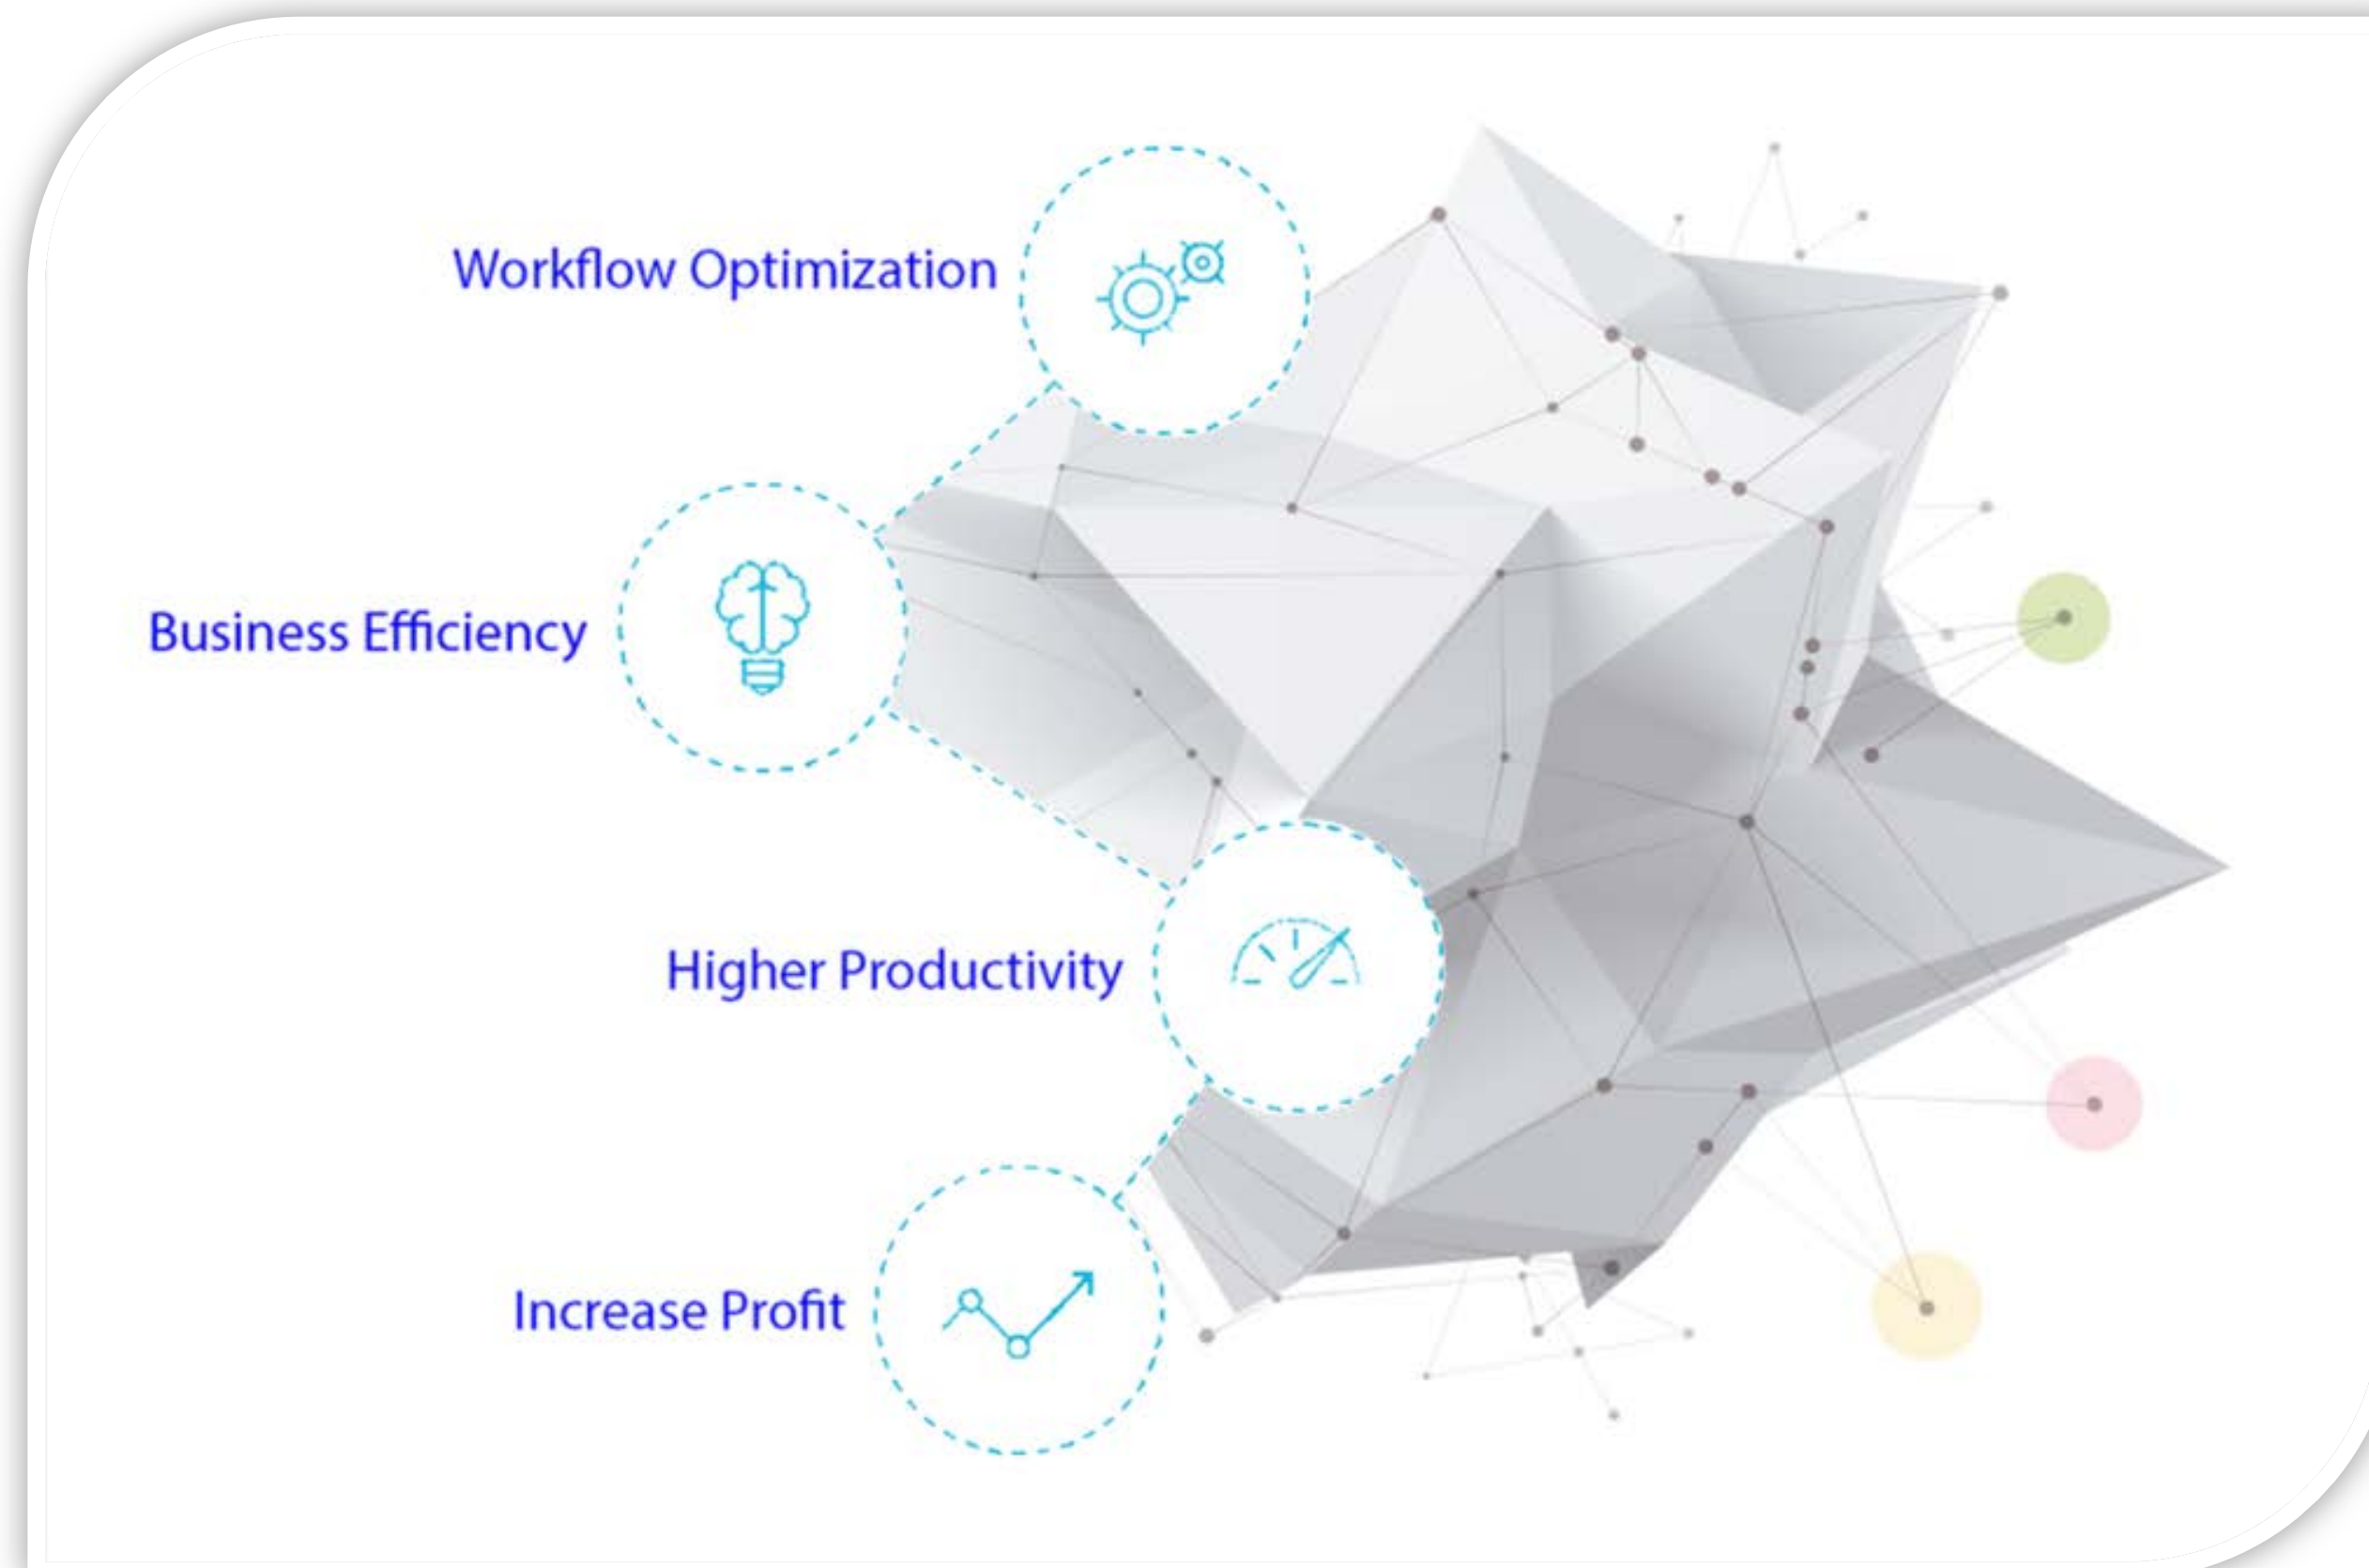 Workflow Optimization
Business Efficiency
Higher Productivity
Increase Profit